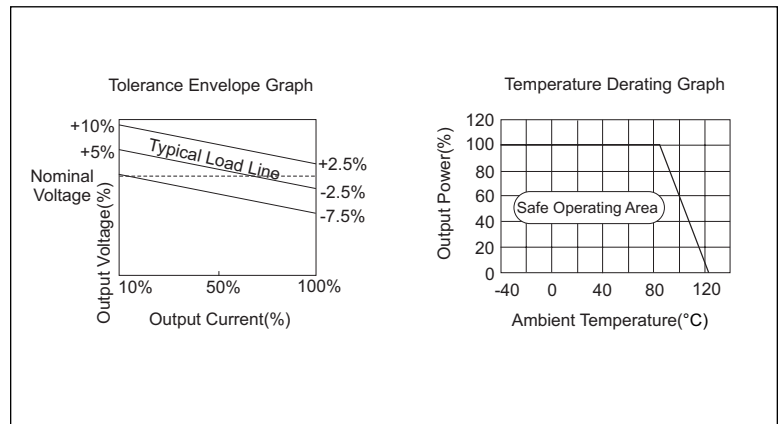 Tolerance Envelope Graph
+10%
+5%
Nominal
Voltage
Output Voltage(%)
Typical Load Line
+2.5%
-2.5%
-7.5%
10%
50%
100%
Output Current(%)
Temperature Derating Graph
Output Power(%)
120
100
80
60
40
20
0
Safe Operating Area
-40
0
40
80
120
Ambient Temperature(°C)